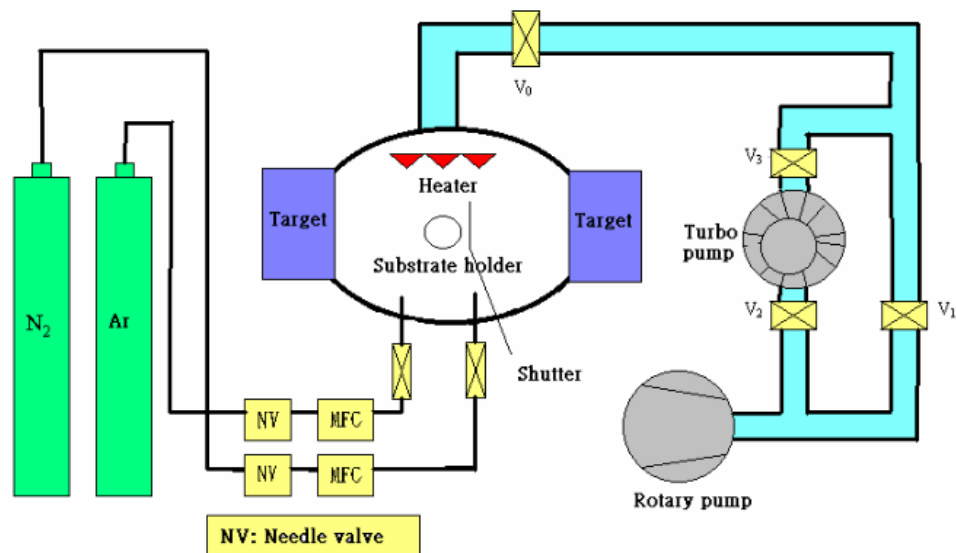 V₀
V₃
Heater
Target
Target
Turbo
pump
Substrate holder
N₂
Ar
V₂
V₁
Shutter
NV
MFC
NV
MFC
Rotary pump
NV: Needle valve